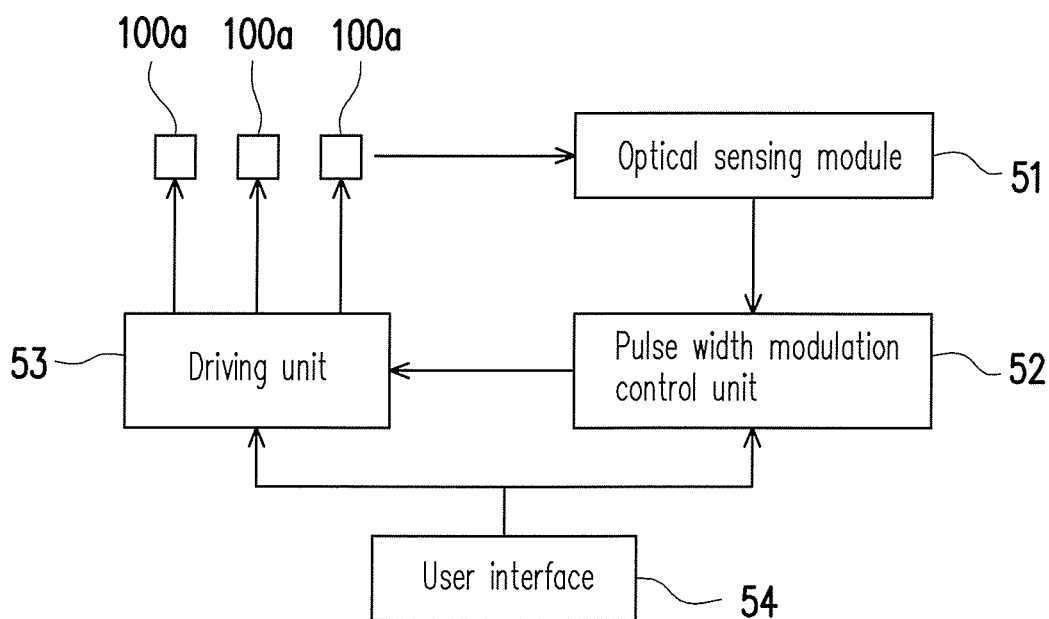 100a 100a 100a
Optical sensing module
51
53
Driving unit
Pulse width modulation
control unit
52
User interface
54